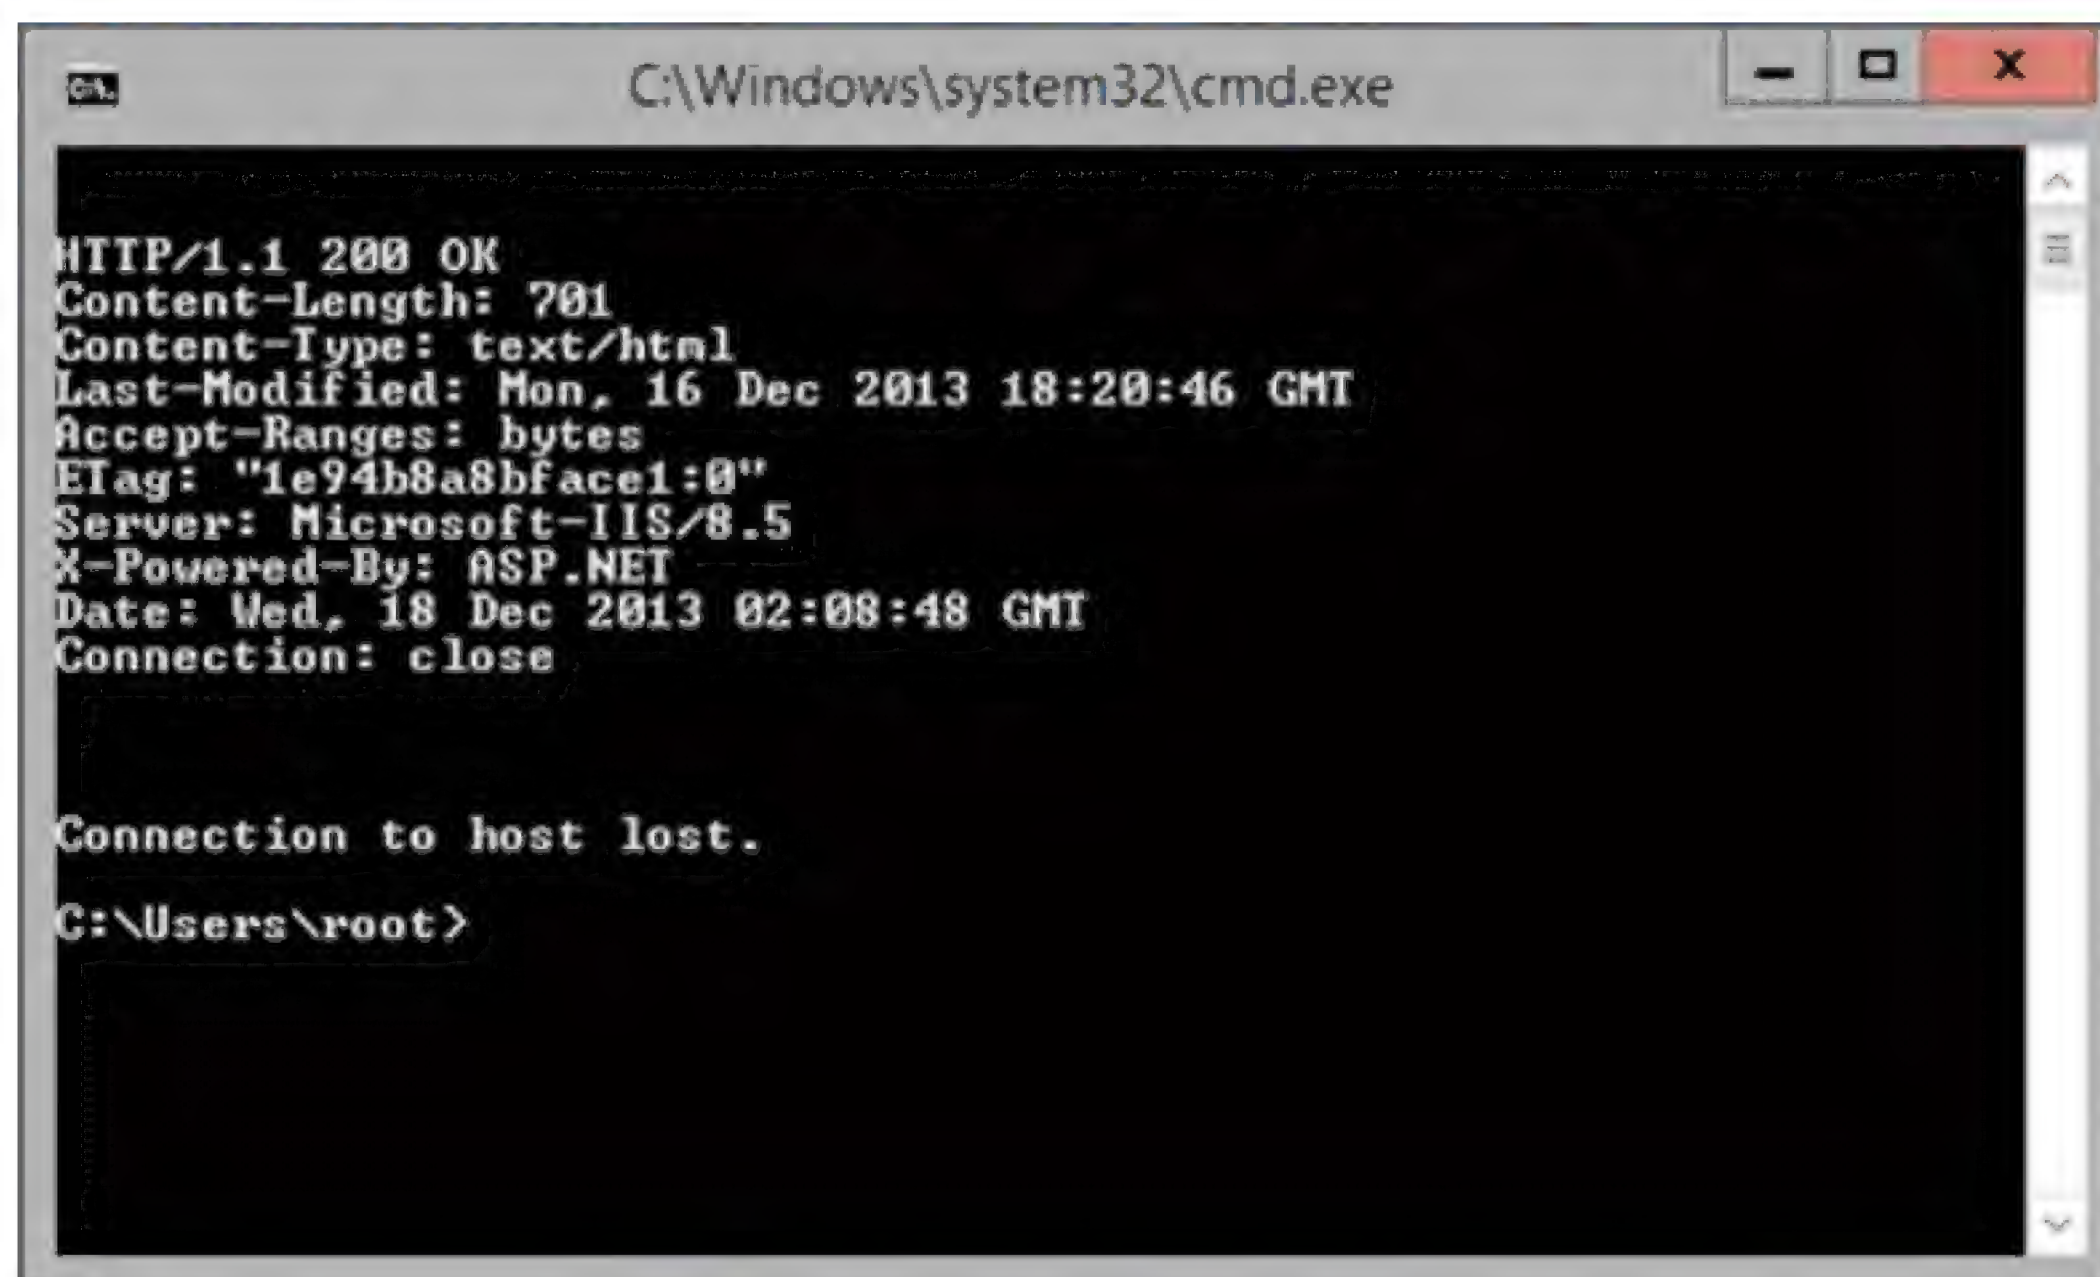 C:\Windows\system32\cmd.exe
HTTP/1.1 200 OK
Content-Length: 701
Content-Type: text/html
Last-Modified: Mon, 16 Dec 2013 18:20:46 GMT
Accept-Ranges: bytes
ETag: "1e94b8a8bface1:0"
Server: Microsoft-IIS/8.5
X-Powered-By: ASP.NET
Date: Wed, 18 Dec 2013 02:08:48 GMT
Connection: close
Connection to host lost.
C:\Users\root>